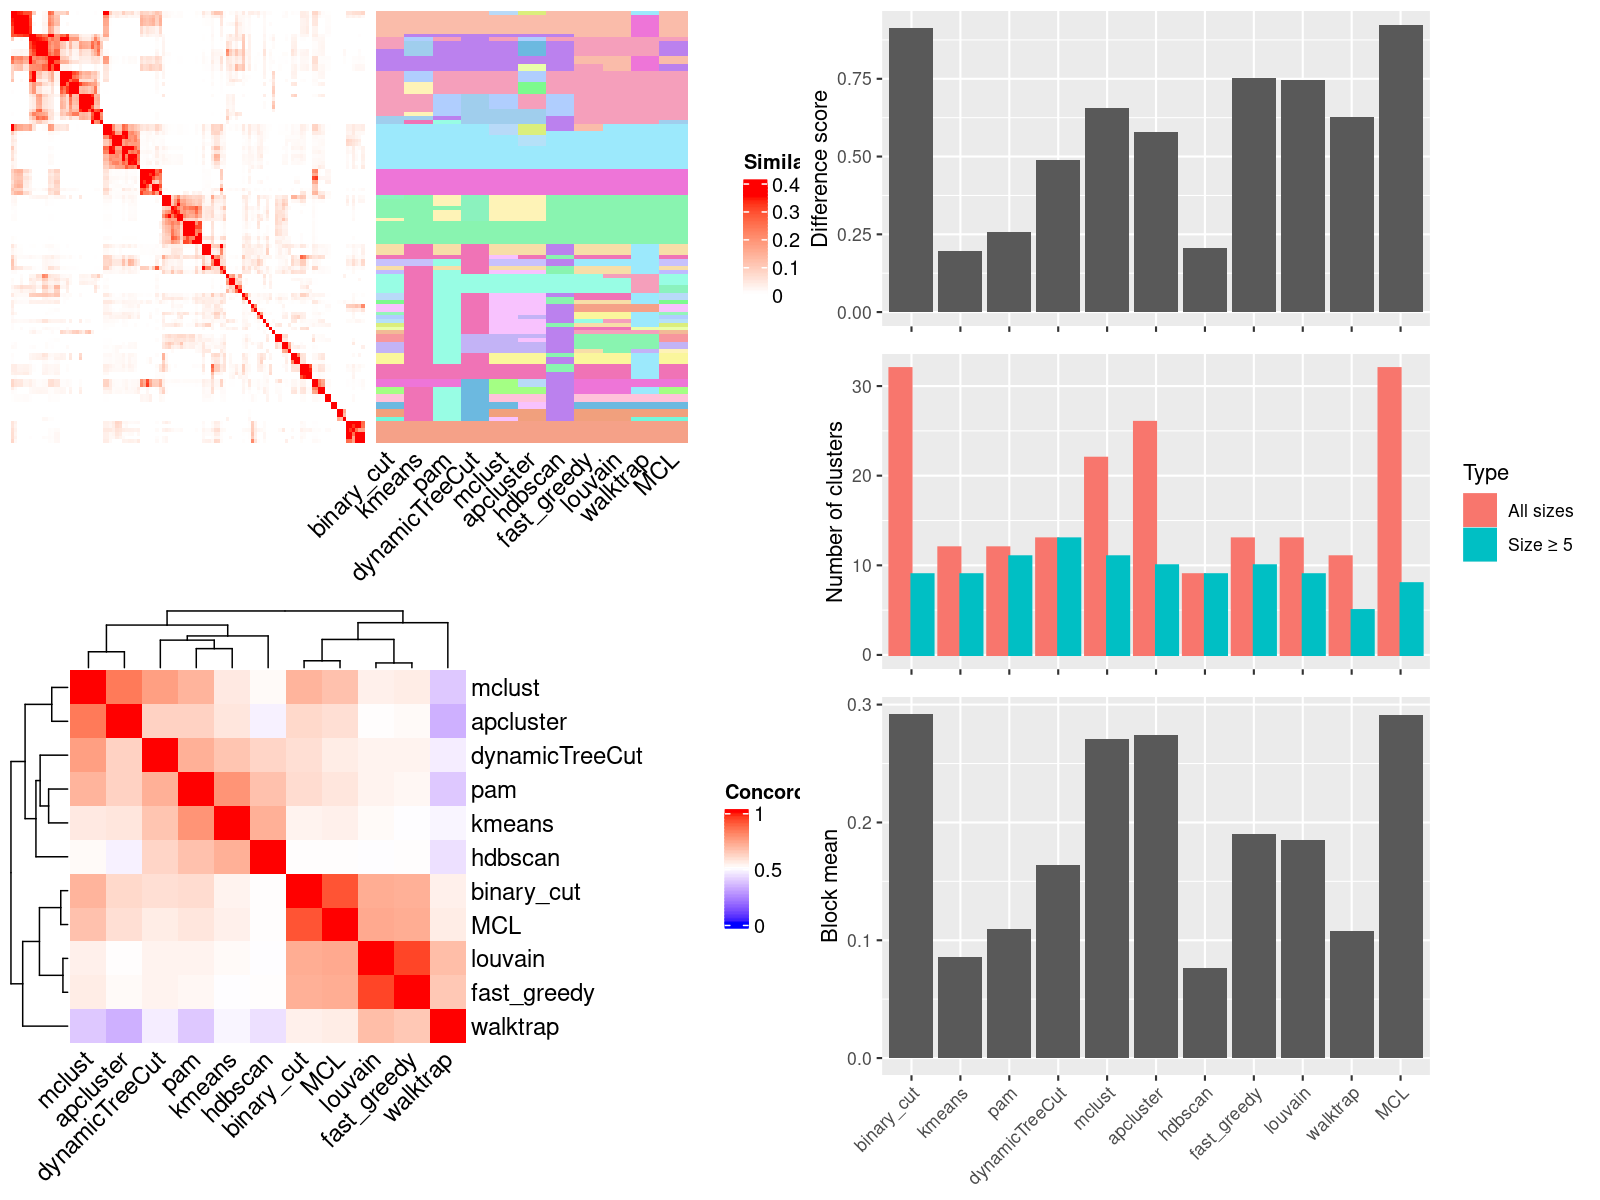 Simila
0.4
0.3
0.2
0.1
0
binary_cut
kmeans
pam
dynamicTreeCut
mclust
apcluster
hdbscan
fast_greedy
louvain
walktrap
MCL
mclust
apcluster
dynamicTreeCut
pam
kmeans
hdbscan
binary_cut
MCL
louvain
fast_greedy
walktrap
mclust
apcluster
dynamicTreeCut
pam
kmeans
hdbscan
binary_cut
MCL
louvain
fast_greedy
walktrap
Concord
1
0.5
0
Difference score
0.75
0.50
0.25
0.00
Number of clusters
30
20
10
0
Type
All sizes
Size ≥ 5
Block mean
0.3
0.2
0.1
0.0
binary_cut
kmeans
pam
dynamicTreeCut
mclust
apcluster
hdbscan
fast_greedy
louvain
walktrap
MCL